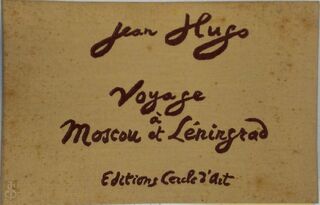 Jean Hugo
Voyage
à
Moscou et Léningrad
Editions Cercle d'Art